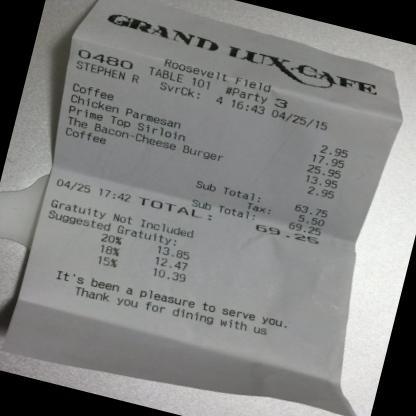 GRAND LUX CAFE
Roosevelt Field
0480 TABLE 101 #Party 3
STEPHEN R SvrCk: 4 16:43 04/25/15
Coffee 2.95
Chicken Parmesan 17.95
Prime Top Sirloin 25.95
The Bacon-Cheese Burger 13.95
Coffee 2.95
Sub Total: 63.75
Tax: 5.50
Sub Total: 69.25
04/25 17:42 TOTAL: 69.25
Gratuity Not Included
Suggested Gratuity:
20% 13.85
18% 12.47
15% 10.39
It's been a pleasure to serve you.
Thank you for dining with us